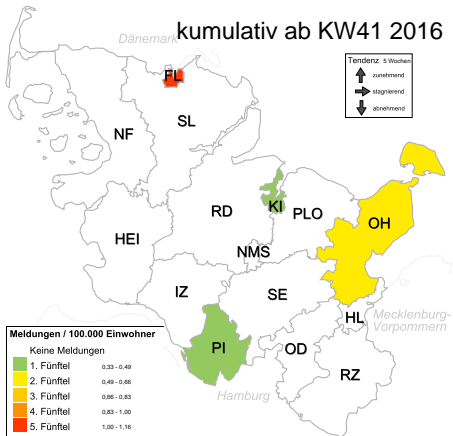 kumulativ ab KW41 2016
Dänemark
Tendenz 5 Wochen
zunehmend
stagnierend
abnehmend
FL
SL
NF
KI
RD
PLO
OH
HEI
NMS
IZ
SE
HL
Mecklenburg-
Vorpommern
PI
OD
RZ
Hamburg
Meldungen / 100.000 Einwohner
Keine Meldungen
1. Fünftel 0,33 - 0,49
2. Fünftel 0,49 - 0,66
3. Fünftel 0,66 - 0,83
4. Fünftel 0,83 - 1,00
5. Fünftel 1,00 - 1,16